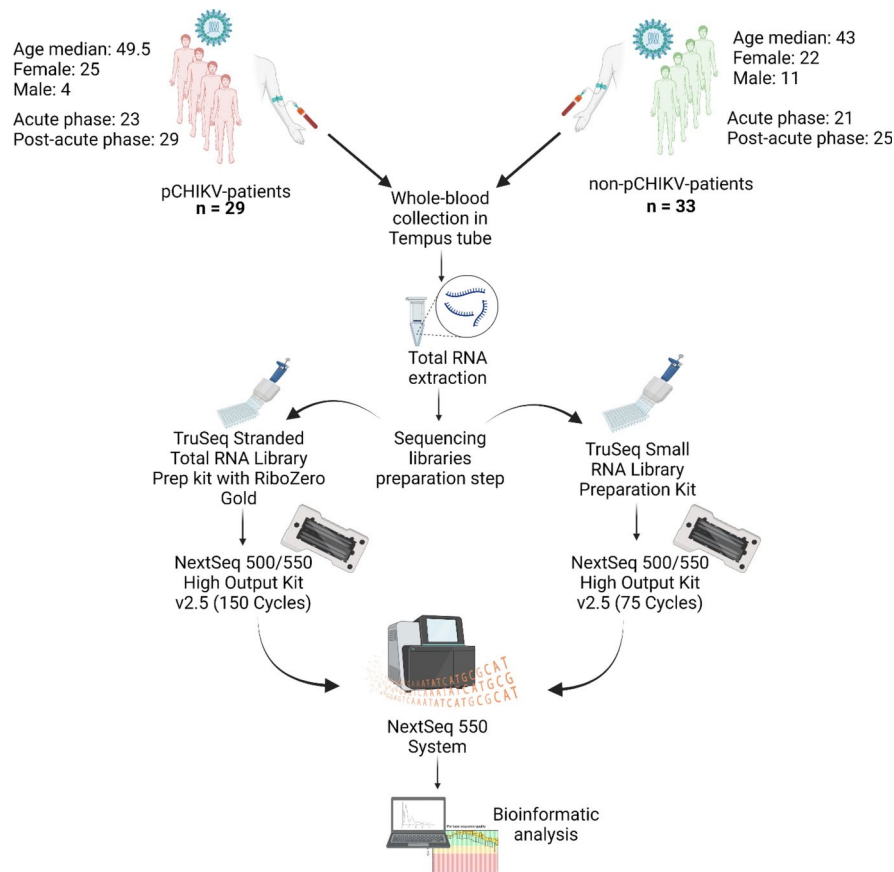 Age median: 49.5
Female: 25
Male: 4
Acute phase: 23
Post-acute phase: 29
pCHIKV-patients
n = 29
Age median: 43
Female: 22
Male: 11
Acute phase: 21
Post-acute phase: 25
non-pCHIKV-patients
n = 33
Whole-blood
collection in
Tempus tube
Total RNA
extraction
TruSeq Stranded
Total RNA Library
Prep kit with RiboZero
Gold
Sequencing
libraries
preparation step
TruSeq Small
RNA Library
Preparation Kit
NextSeq 500/550
High Output Kit
v2.5 (150 Cycles)
NextSeq 500/550
High Output Kit
v2.5 (75 Cycles)
NextSeq 550
System
Bioinformatic
analysis